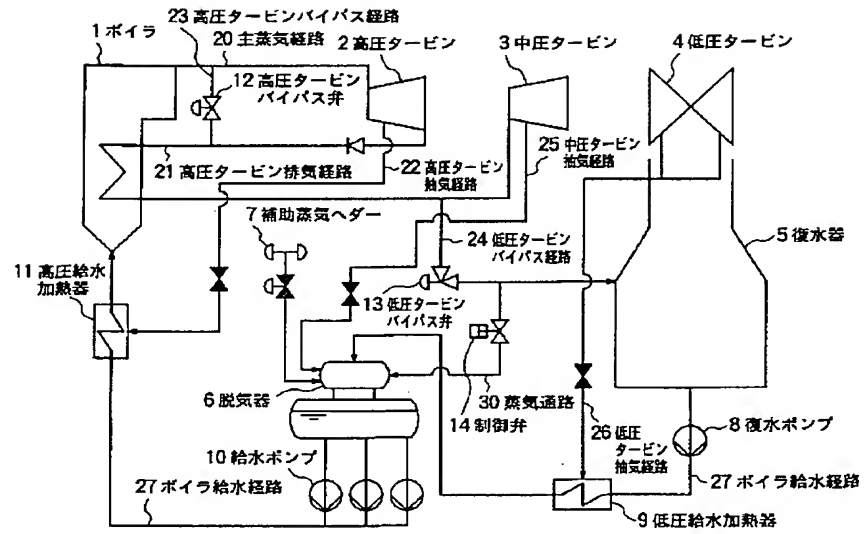 23 高圧タービンバイパス経路
1 ボイラ
20 主蒸気経路
2 高圧タービン
3 中圧タービン
4 低圧タービン
12 高圧タービン
バイパス弁
25 中圧タービン
抽気経路
21 高圧タービン排気経路
22 高圧タービン
抽気経路
7 補助蒸気ヘダー
24 低圧タービン
バイパス経路
5 復水器
11 高圧給水
加熱器
13 低圧タービン
バイパス弁
6 脱気器
30 蒸気通路
14 制御弁
26 低圧
タービン
抽気経路
8 復水ポンプ
10 給水ポンプ
27 ボイラ給水経路
27 ボイラ給水経路
9 低圧給水加熱器